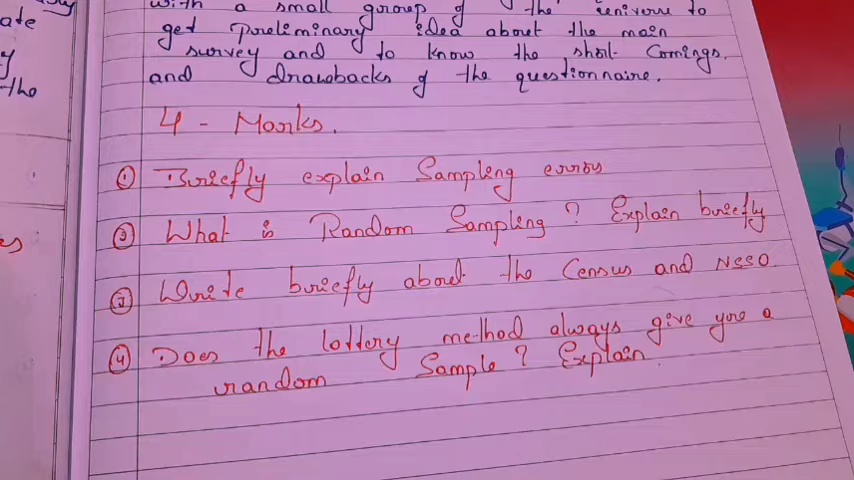 ate
the
with a small group of the universe to
get preliminary idea about the main
survey and to know the short comings
and drawbacks of the questionnaire.
4 - Marks.
① Briefly explain Sampling errors
② What is Random Sampling? Explain briefly
③ Write briefly about the Census and NSSO
④ Does the lottery method always give you a
random Sample? Explain